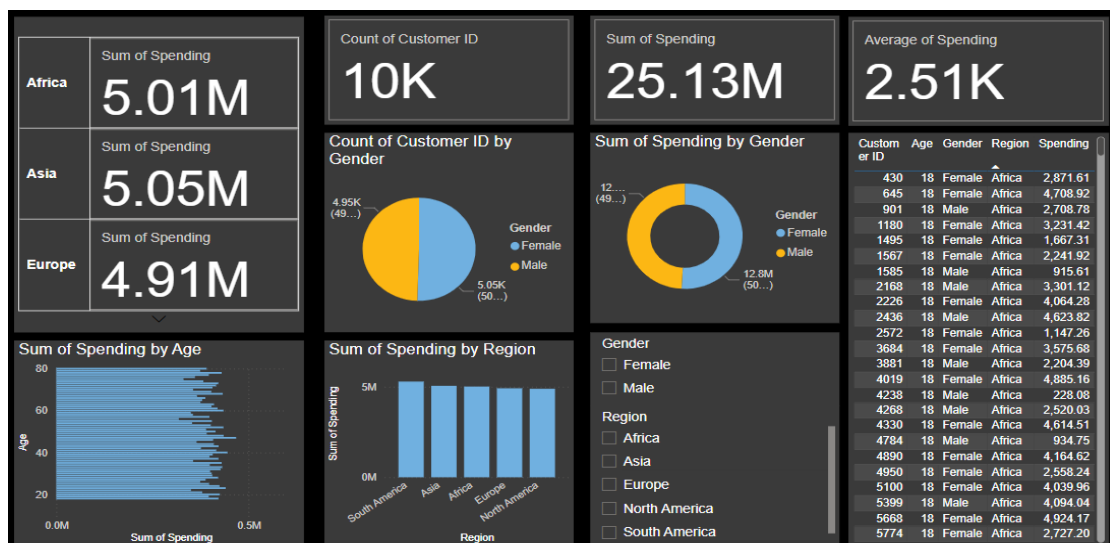 Africa
Sum of Spending
5.01M
Asia
Sum of Spending
5.05M
Europe
Sum of Spending
4.91M
Count of Customer ID
10K
Sum of Spending
25.13M
Average of Spending
2.51K
Count of Customer ID by
Gender
4.95K
(49...)
5.05K
(50...)
Gender
Female
Male
Sum of Spending by Gender
12....
(49...)
12.8M
(50...)
Gender
Female
Male
Custom er ID Age Gender Region Spending
430 18 Female Africa 2,871.61
645 18 Female Africa 4,708.92
901 18 Male Africa 2,708.78
1180 18 Female Africa 3,231.42
1495 18 Female Africa 1,667.31
1567 18 Female Africa 2,241.92
1585 18 Male Africa 915.61
2168 18 Male Africa 3,301.12
2226 18 Female Africa 4,064.28
2436 18 Male Africa 4,623.82
2572 18 Female Africa 1,147.26
3684 18 Female Africa 3,575.68
3881 18 Male Africa 2,204.39
4019 18 Female Africa 4,885.16
4238 18 Male Africa 228.08
4268 18 Male Africa 2,520.03
4330 18 Female Africa 4,614.51
4784 18 Male Africa 934.75
4890 18 Female Africa 4,164.62
4950 18 Female Africa 2,558.24
5100 18 Female Africa 4,039.96
5399 18 Male Africa 4,094.04
5668 18 Female Africa 4,924.17
5774 18 Female Africa 2,727.20
Sum of Spending by Age
80
60
40
20
Age
0.0M 0.5M
Sum of Spending
Sum of Spending by Region
Sum of Spending
5M
0M
South America
Asia
Africa
Europe
North America
Region
Gender
Female
Male
Region
Africa
Asia
Europe
North America
South America